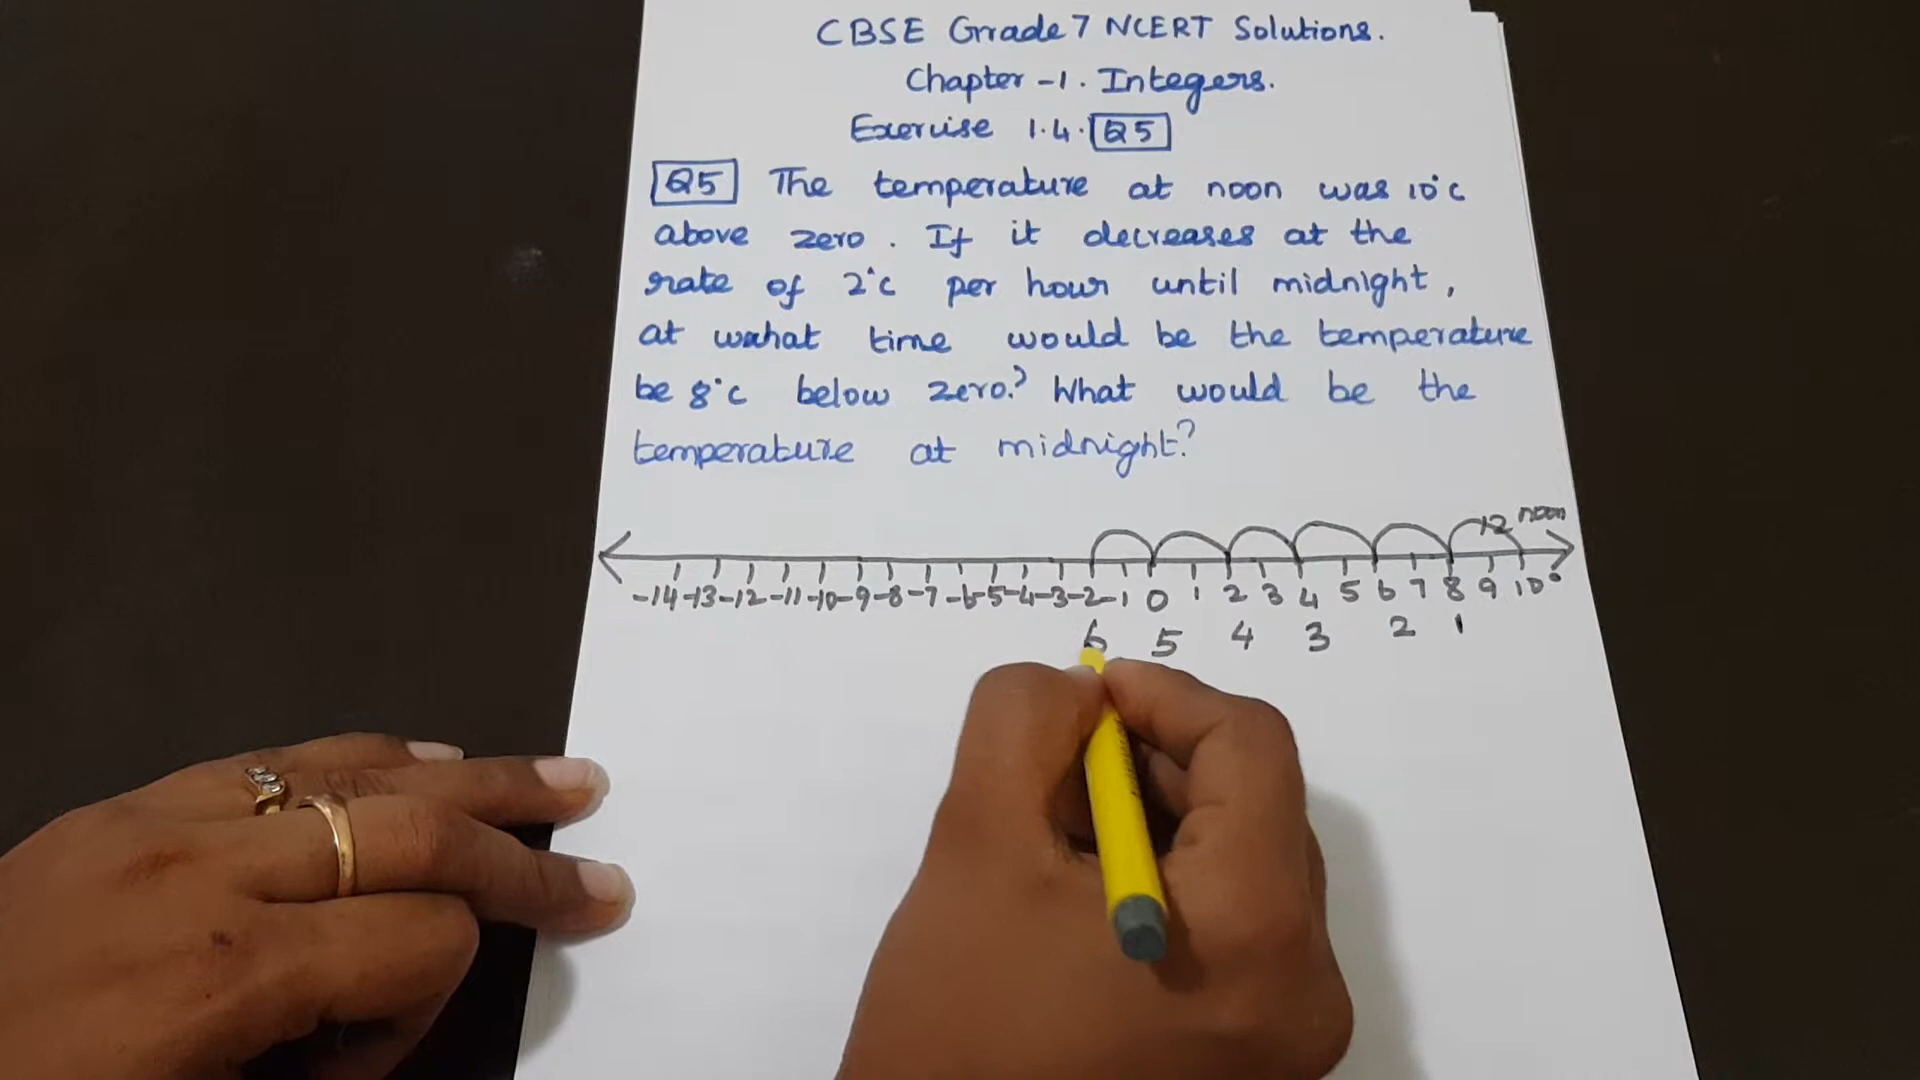 CBSE Grade 7 NCERT Solutions.
Chapter - 1. Integers.
Exercise 1.4. Q5
Q5 The temperature at noon was 10°C
above zero. If it decreases at the
rate of 2°C per hour until midnight,
at wahat time would be the temperature
be 8°C below zero? What would be the
temperature at midnight?
12 noon
-14 -13 -12 -11 -10 -9 -8 -7 -6 -5 -4 -3 -2 -1 0 1 2 3 4 5 6 7 8 9 10°
6 5 4 3 2 1